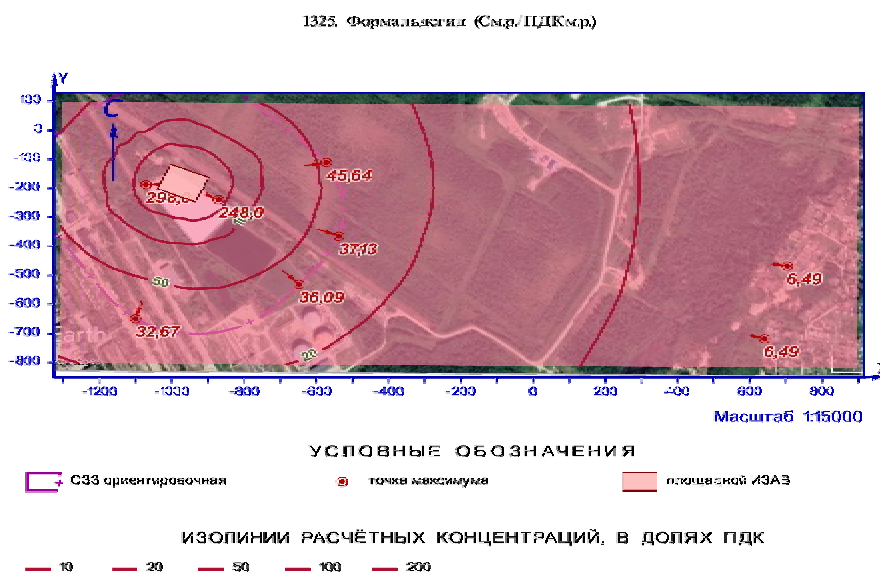 1325. Формальдегид (См.р./ПДКм.р.)
Y
100
0
-100
-200
-300
-400
-500
-600
-700
-800
С
45,64
248,0
37,13
50
36,09
6,49
32,67
20
6,49
arth
-1200 -1000 -800 -600 -400 -200 0 200 400 600 800
Масштаб 1:15000
УСЛОВНЫЕ ОБОЗНАЧЕНИЯ
СЗЗ ориентировочная точка максимума площадной ИЗАВ
ИЗОЛИНИИ РАСЧЁТНЫХ КОНЦЕНТРАЦИЙ, В ДОЛЯХ ПДК
10 20 50 100 200